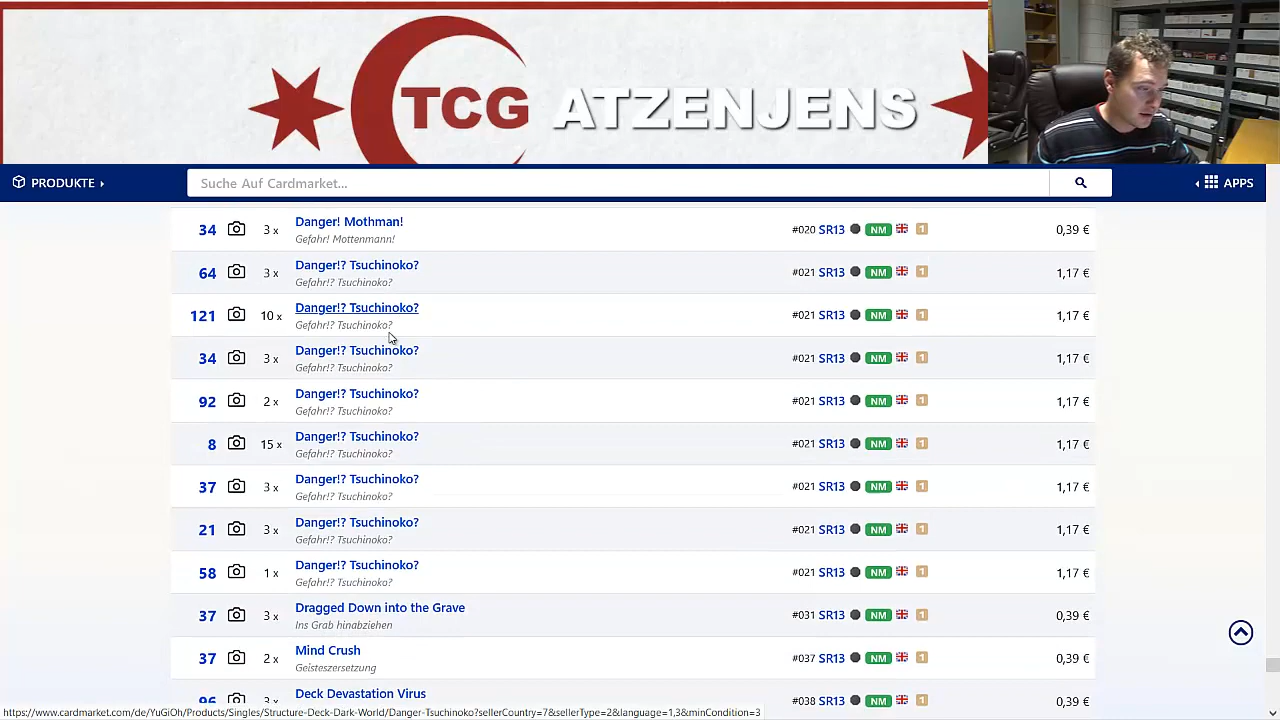 TCG ATZENJENS
PRODUKTE
Suche Auf Cardmarket...
APPS
34 3 x Danger! Mothman! #020 SR13 NM 1 0,39 €
Gefahr! Mottenmann!
64 3 x Danger!? Tsuchinoko? #021 SR13 NM 1 1,17 €
Gefahr!? Tsuchinoko?
121 10 x Danger!? Tsuchinoko? #021 SR13 NM 1 1,17 €
Gefahr!? Tsuchinoko?
34 3 x Danger!? Tsuchinoko? #021 SR13 NM 1 1,17 €
Gefahr!? Tsuchinoko?
92 2 x Danger!? Tsuchinoko? #021 SR13 NM 1 1,17 €
Gefahr!? Tsuchinoko?
8 15 x Danger!? Tsuchinoko? #021 SR13 NM 1 1,17 €
Gefahr!? Tsuchinoko?
37 3 x Danger!? Tsuchinoko? #021 SR13 NM 1 1,17 €
Gefahr!? Tsuchinoko?
21 3 x Danger!? Tsuchinoko? #021 SR13 NM 1 1,17 €
Gefahr!? Tsuchinoko?
58 1 x Danger!? Tsuchinoko? #021 SR13 NM 1 1,17 €
Gefahr!? Tsuchinoko?
37 3 x Dragged Down into the Grave #031 SR13 NM 1 0,39 €
Ins Grab hinabziehen
37 2 x Mind Crush #037 SR13 NM 1 0,39 €
Geisteszersetzung
96 3 x Deck Devastation Virus #038 SR13 NM 1 0,39 €
https://www.cardmarket.com/de/YuGiOh/Products/Singles/Structure-Deck-Dark-World/Danger-Tsuchinoko?sellerCountry=7&sellerType=2&language=1,3&minCondition=3